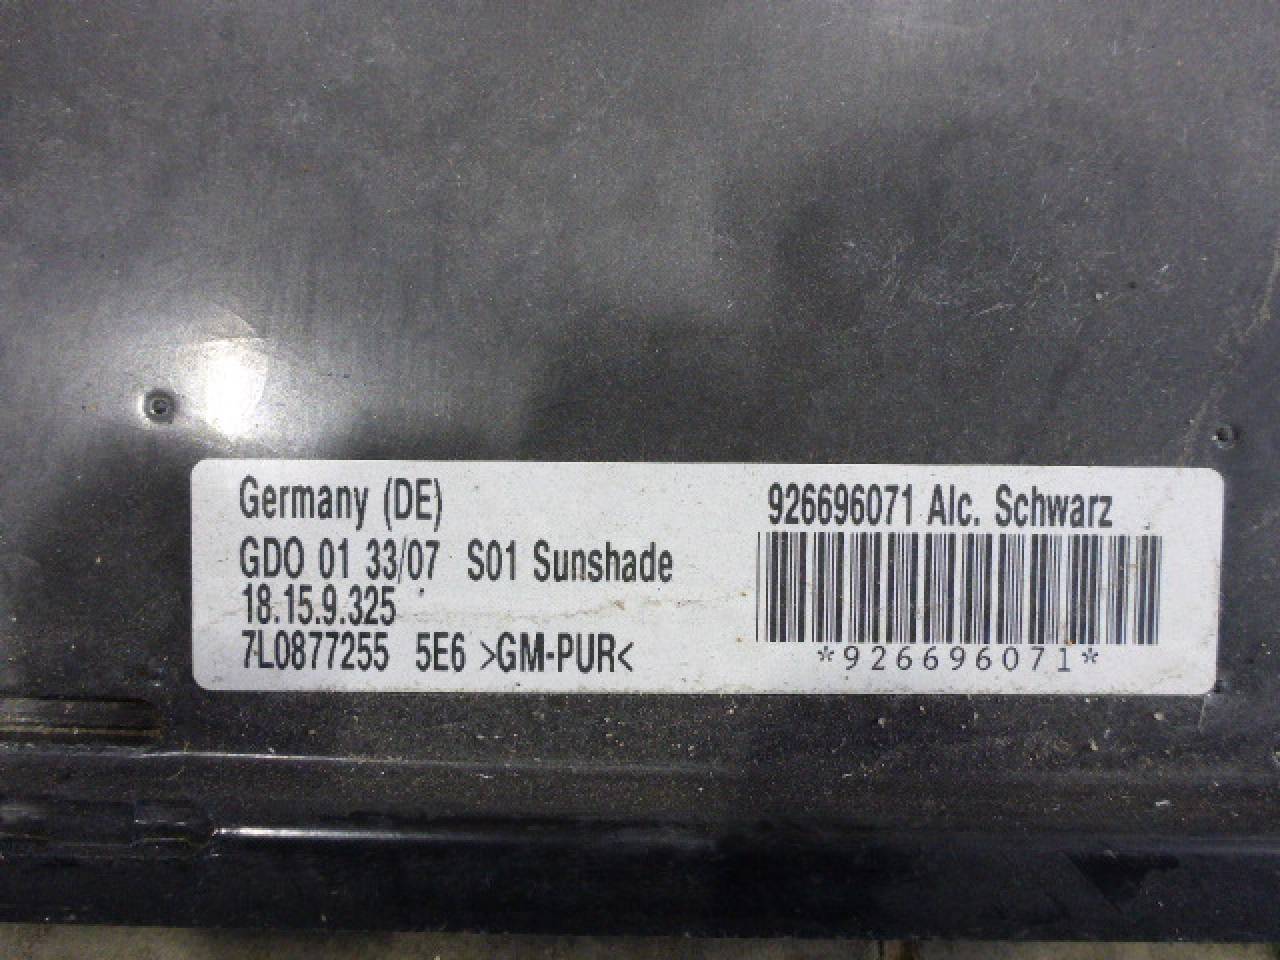 Germany (DE)
GDO 01 33/07 S01 Sunshade
18.15.9.325
7L0877255 5E6 >GM-PUR<
926696071 Alc. Schwarz
*926696071*